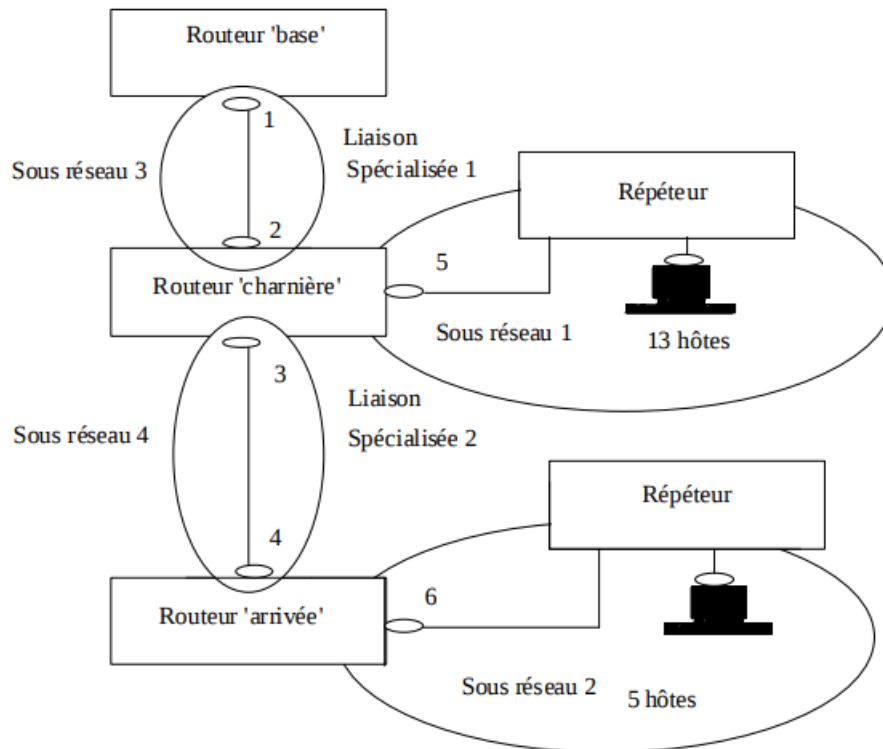 Routeur 'base'
1
Liaison
Spécialisée 1
Sous réseau 3
2
Répéteur
Routeur 'charnière'
5
Sous réseau 1
13 hôtes
3
Liaison
Spécialisée 2
Sous réseau 4
4
Répéteur
Routeur 'arrivée'
6
Sous réseau 2
5 hôtes